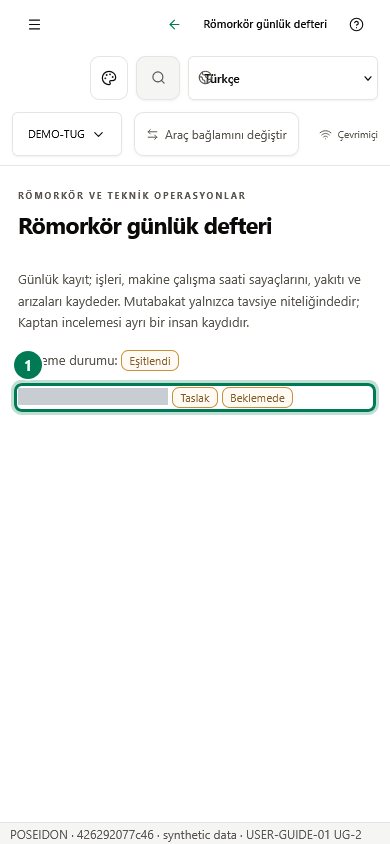 Römorkör günlük defteri
Türkçe
DEMO-TUG
Araç bağlamını değiştir
Çevrimiçi
RÖMORKÖR VE TEKNİK OPERASYONLAR
Römorkör günlük defteri
Günlük kayıt; işleri, makine çalışma saati sayaçlarını, yakıtı ve
arızaları kaydeder. Mutabakat yalnızca tavsiye niteliğindedir;
Kaptan incelemesi ayrı bir insan kaydıdır.
durumu: Eşitlendi
1
Taslak Beklemede
POSEIDON · 426292077c46 · synthetic data · USER-GUIDE-01 UG-2